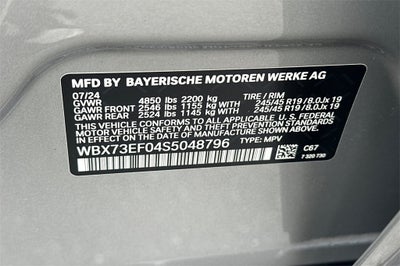 MFD BY BAYERISCHE MOTOREN WERKE AG
07/24 TIRE / RIM
GVWR 4850 lbs 2200 kg
GAWR FRONT 2546 lbs 1155 kg WITH 245/45 R19 / 8.0Jx 19
GAWR REAR 2524 lbs 1145 kg WITH 245/45 R19 / 8.0Jx 19
THIS VEHICLE CONFORMS TO ALL APPLICABLE U.S.
FEDERAL MOTOR VEHICLE SAFETY AND THEFT PREVENTION STANDARDS
IN EFFECT ON THE DATE OF MANUFACTURE SHOWN ABOVE.
WBX73EF04S5048796 TYPE: MPV
C67
7 320 730